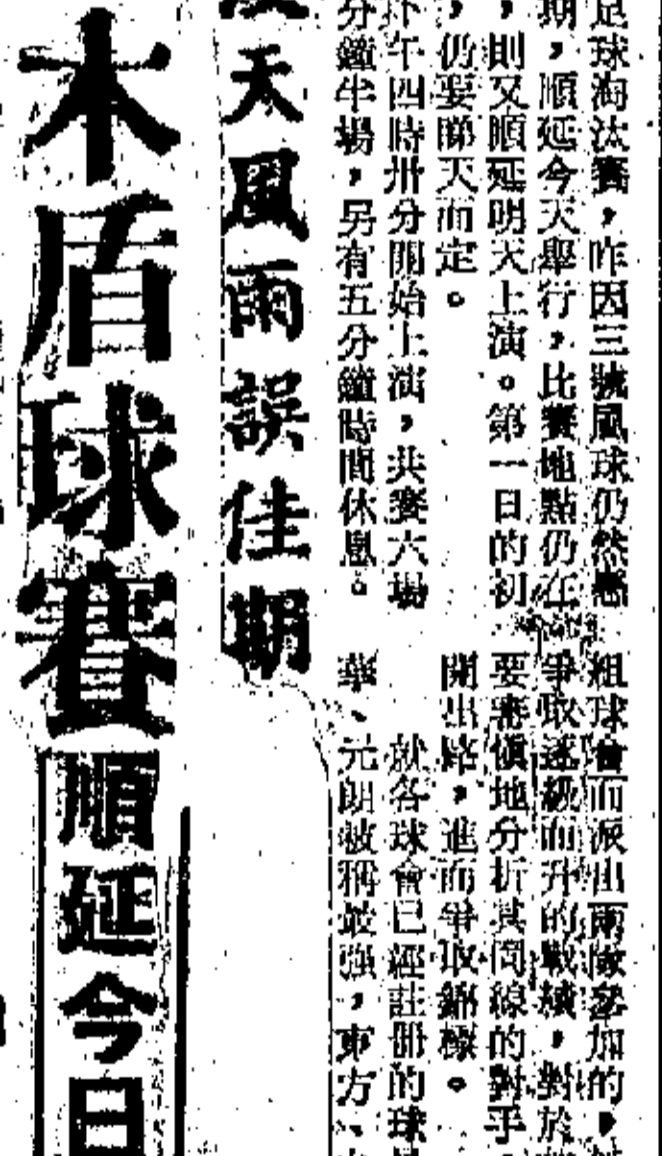 足球淘汰賽，昨因三號風球仍然懸
期，順延今天舉行，比賽地點仍在
，則又順延明天上演。第一日的初
，仍要睇天而定。
下午四時卅分開始上演，共賽六場
分鐘半場，另有五分鐘時間休息。
組球會而派出兩隊參加的，
爭取逐級而升的戰績，對於
要審慎地分析其同線的對手
開出路，進而爭取錦標。
就各球會已經註冊的球
華、元朗被稱最强，東方、
天風雨誤佳期
木盾球賽
順延今日